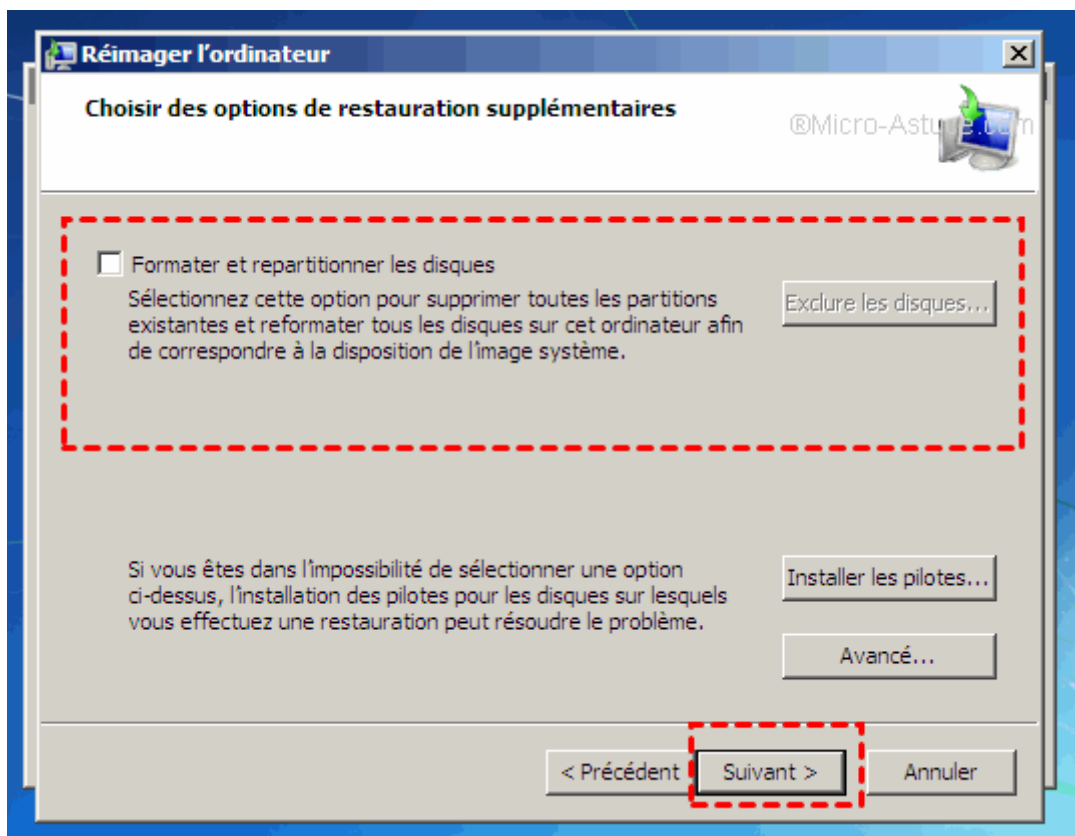 Réimager l'ordinateur
Choisir des options de restauration supplémentaires
®Micro-Astuce.com
Formater et repartitionner les disques
Sélectionnez cette option pour supprimer toutes les partitions
existantes et reformater tous les disques sur cet ordinateur afin
de correspondre à la disposition de l'image système.
Exclure les disques...
Si vous êtes dans l'impossibilité de sélectionner une option
ci-dessus, l'installation des pilotes pour les disques sur lesquels
vous effectuez une restauration peut résoudre le problème.
Installer les pilotes...
Avancé...
< Précédent
Suivant >
Annuler